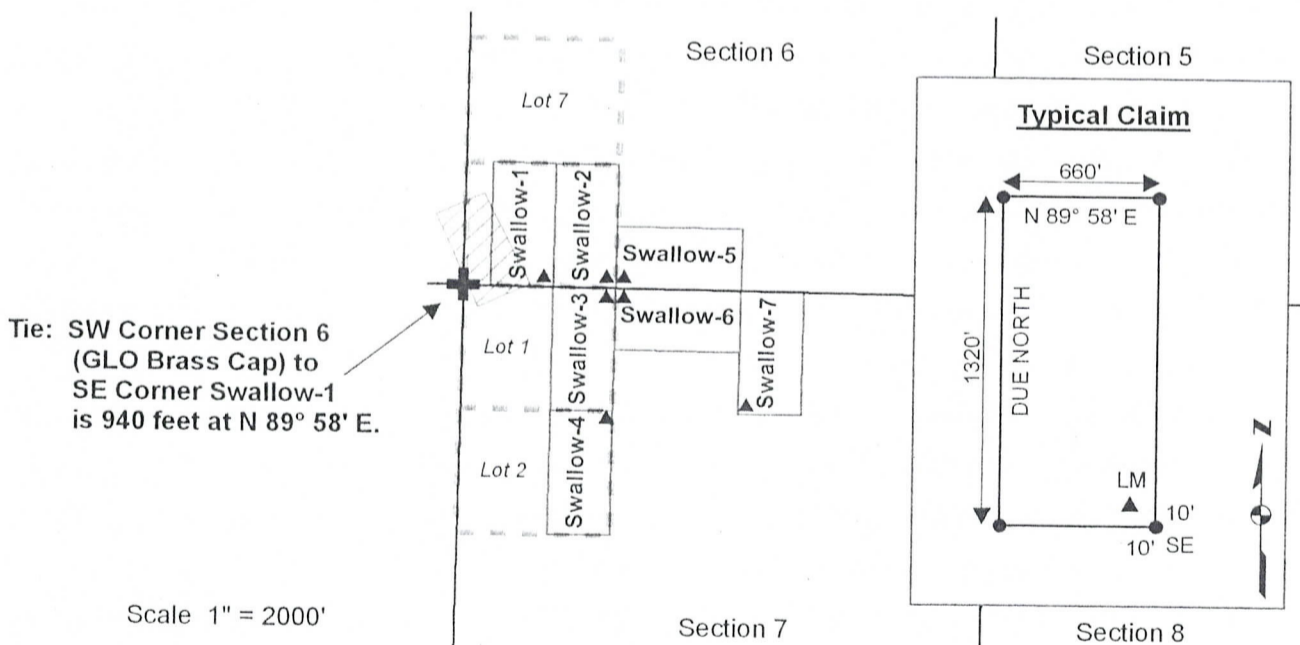 Section 6
Section 5
Lot 7
Typical Claim
660'
N 89° 58' E
Swallow-1
Swallow-2
Swallow-5
Swallow-6
Swallow-3
Swallow-7
Lot 1
Tie: SW Corner Section 6
(GLO Brass Cap) to
SE Corner Swallow-1
is 940 feet at N 89° 58' E.
Lot 2
Swallow-4
1320'
DUE NORTH
LM
10'
10' SE
Z
Scale 1" = 2000'
Section 7
Section 8